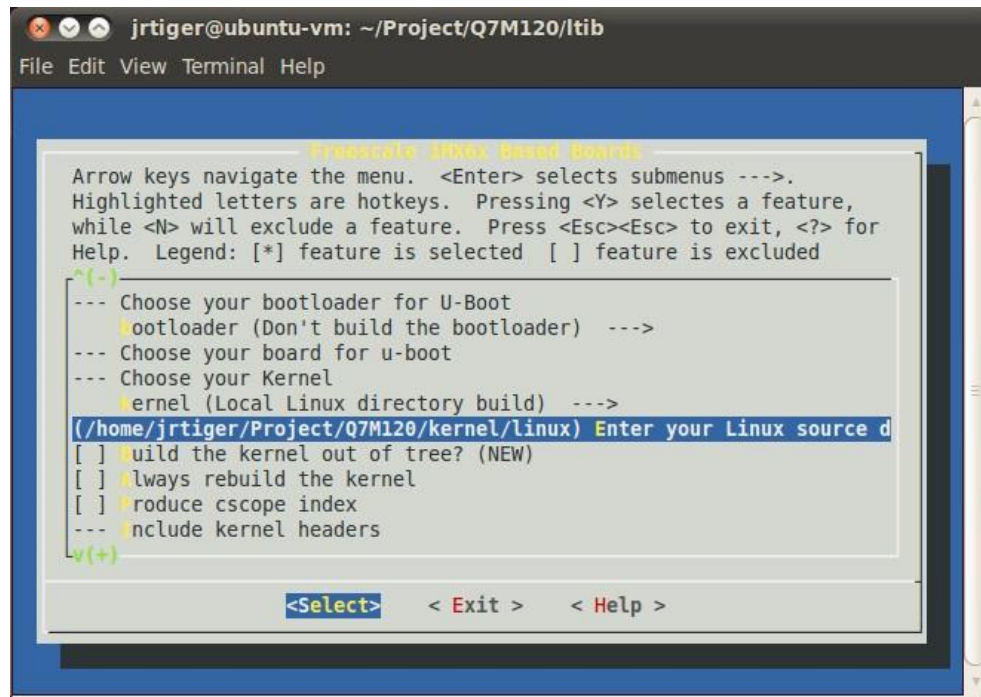 jrtiger@ubuntu-vm: ~/Project/Q7M120/ltib
File Edit View Terminal Help
Freescale iMX6x Based Boards
Arrow keys navigate the menu. <Enter> selects submenus --->.
Highlighted letters are hotkeys. Pressing <Y> selectes a feature,
while <N> will exclude a feature. Press <Esc><Esc> to exit, <?> for
Help. Legend: [*] feature is selected [ ] feature is excluded
^(-)
--- Choose your bootloader for U-Boot
bootloader (Don't build the bootloader) --->
--- Choose your board for u-boot
--- Choose your Kernel
kernel (Local Linux directory build) --->
(/home/jrtiger/Project/Q7M120/kernel/linux) Enter your Linux source d
[ ] Build the kernel out of tree? (NEW)
[ ] Always rebuild the kernel
[ ] Produce cscope index
--- Include kernel headers
v(+)
<Select> < Exit > < Help >